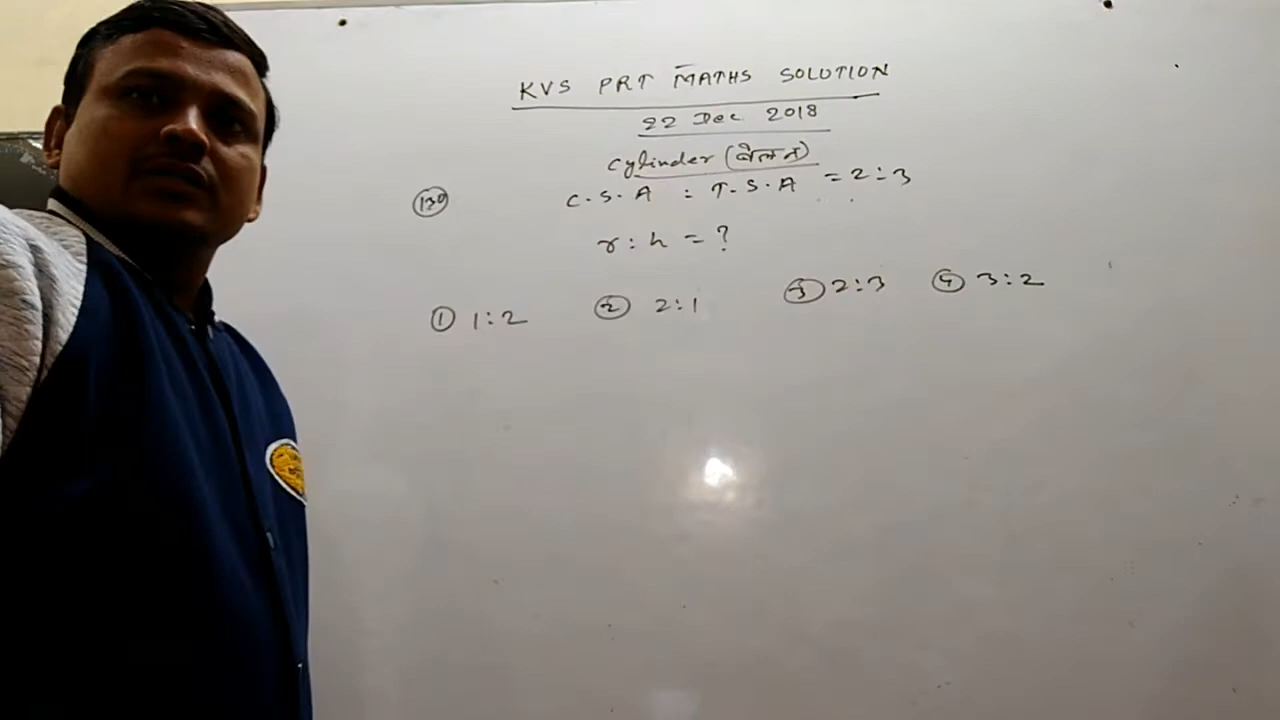 KVS PRT MATHS SOLUTION
22 Dec 2018
Cylinder (बेलन)
130 C.S.A : T.S.A = 2:3
r:h = ?
1 1:2 2 2:1 3 2:3 4 3:2